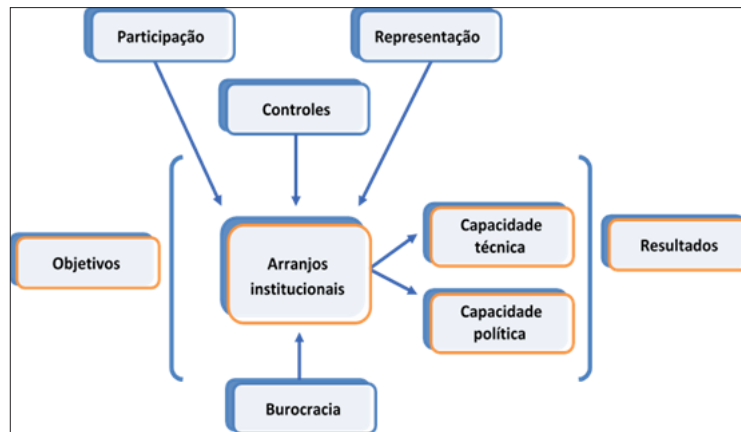 Participação
Representação
Controles
Objetivos
Arranjos
institucionais
Capacidade
técnica
Capacidade
política
Resultados
Burocracia